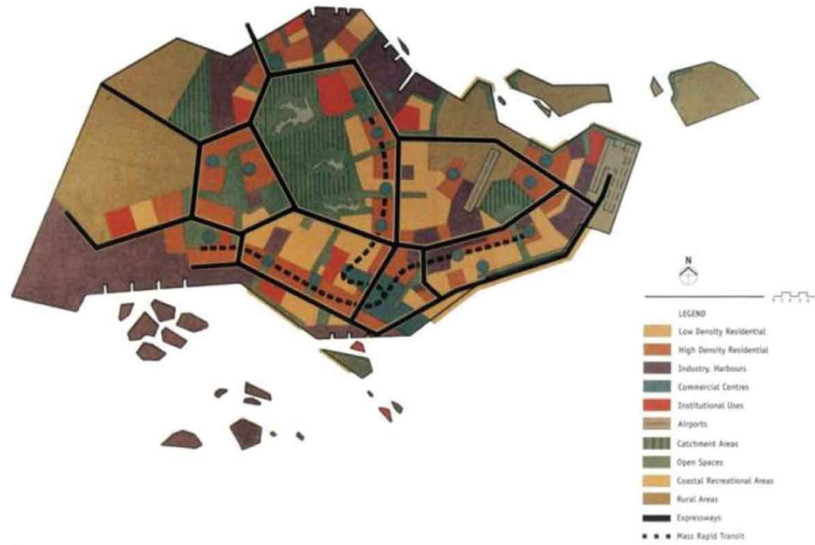 N
LEGEND
Low Density Residential
High Density Residential
Industry, Harbours
Commercial Centres
Institutional Uses
Airports
Catchment Areas
Open Spaces
Coastal Recreational Areas
Rural Areas
Expressways
Mass Rapid Transit